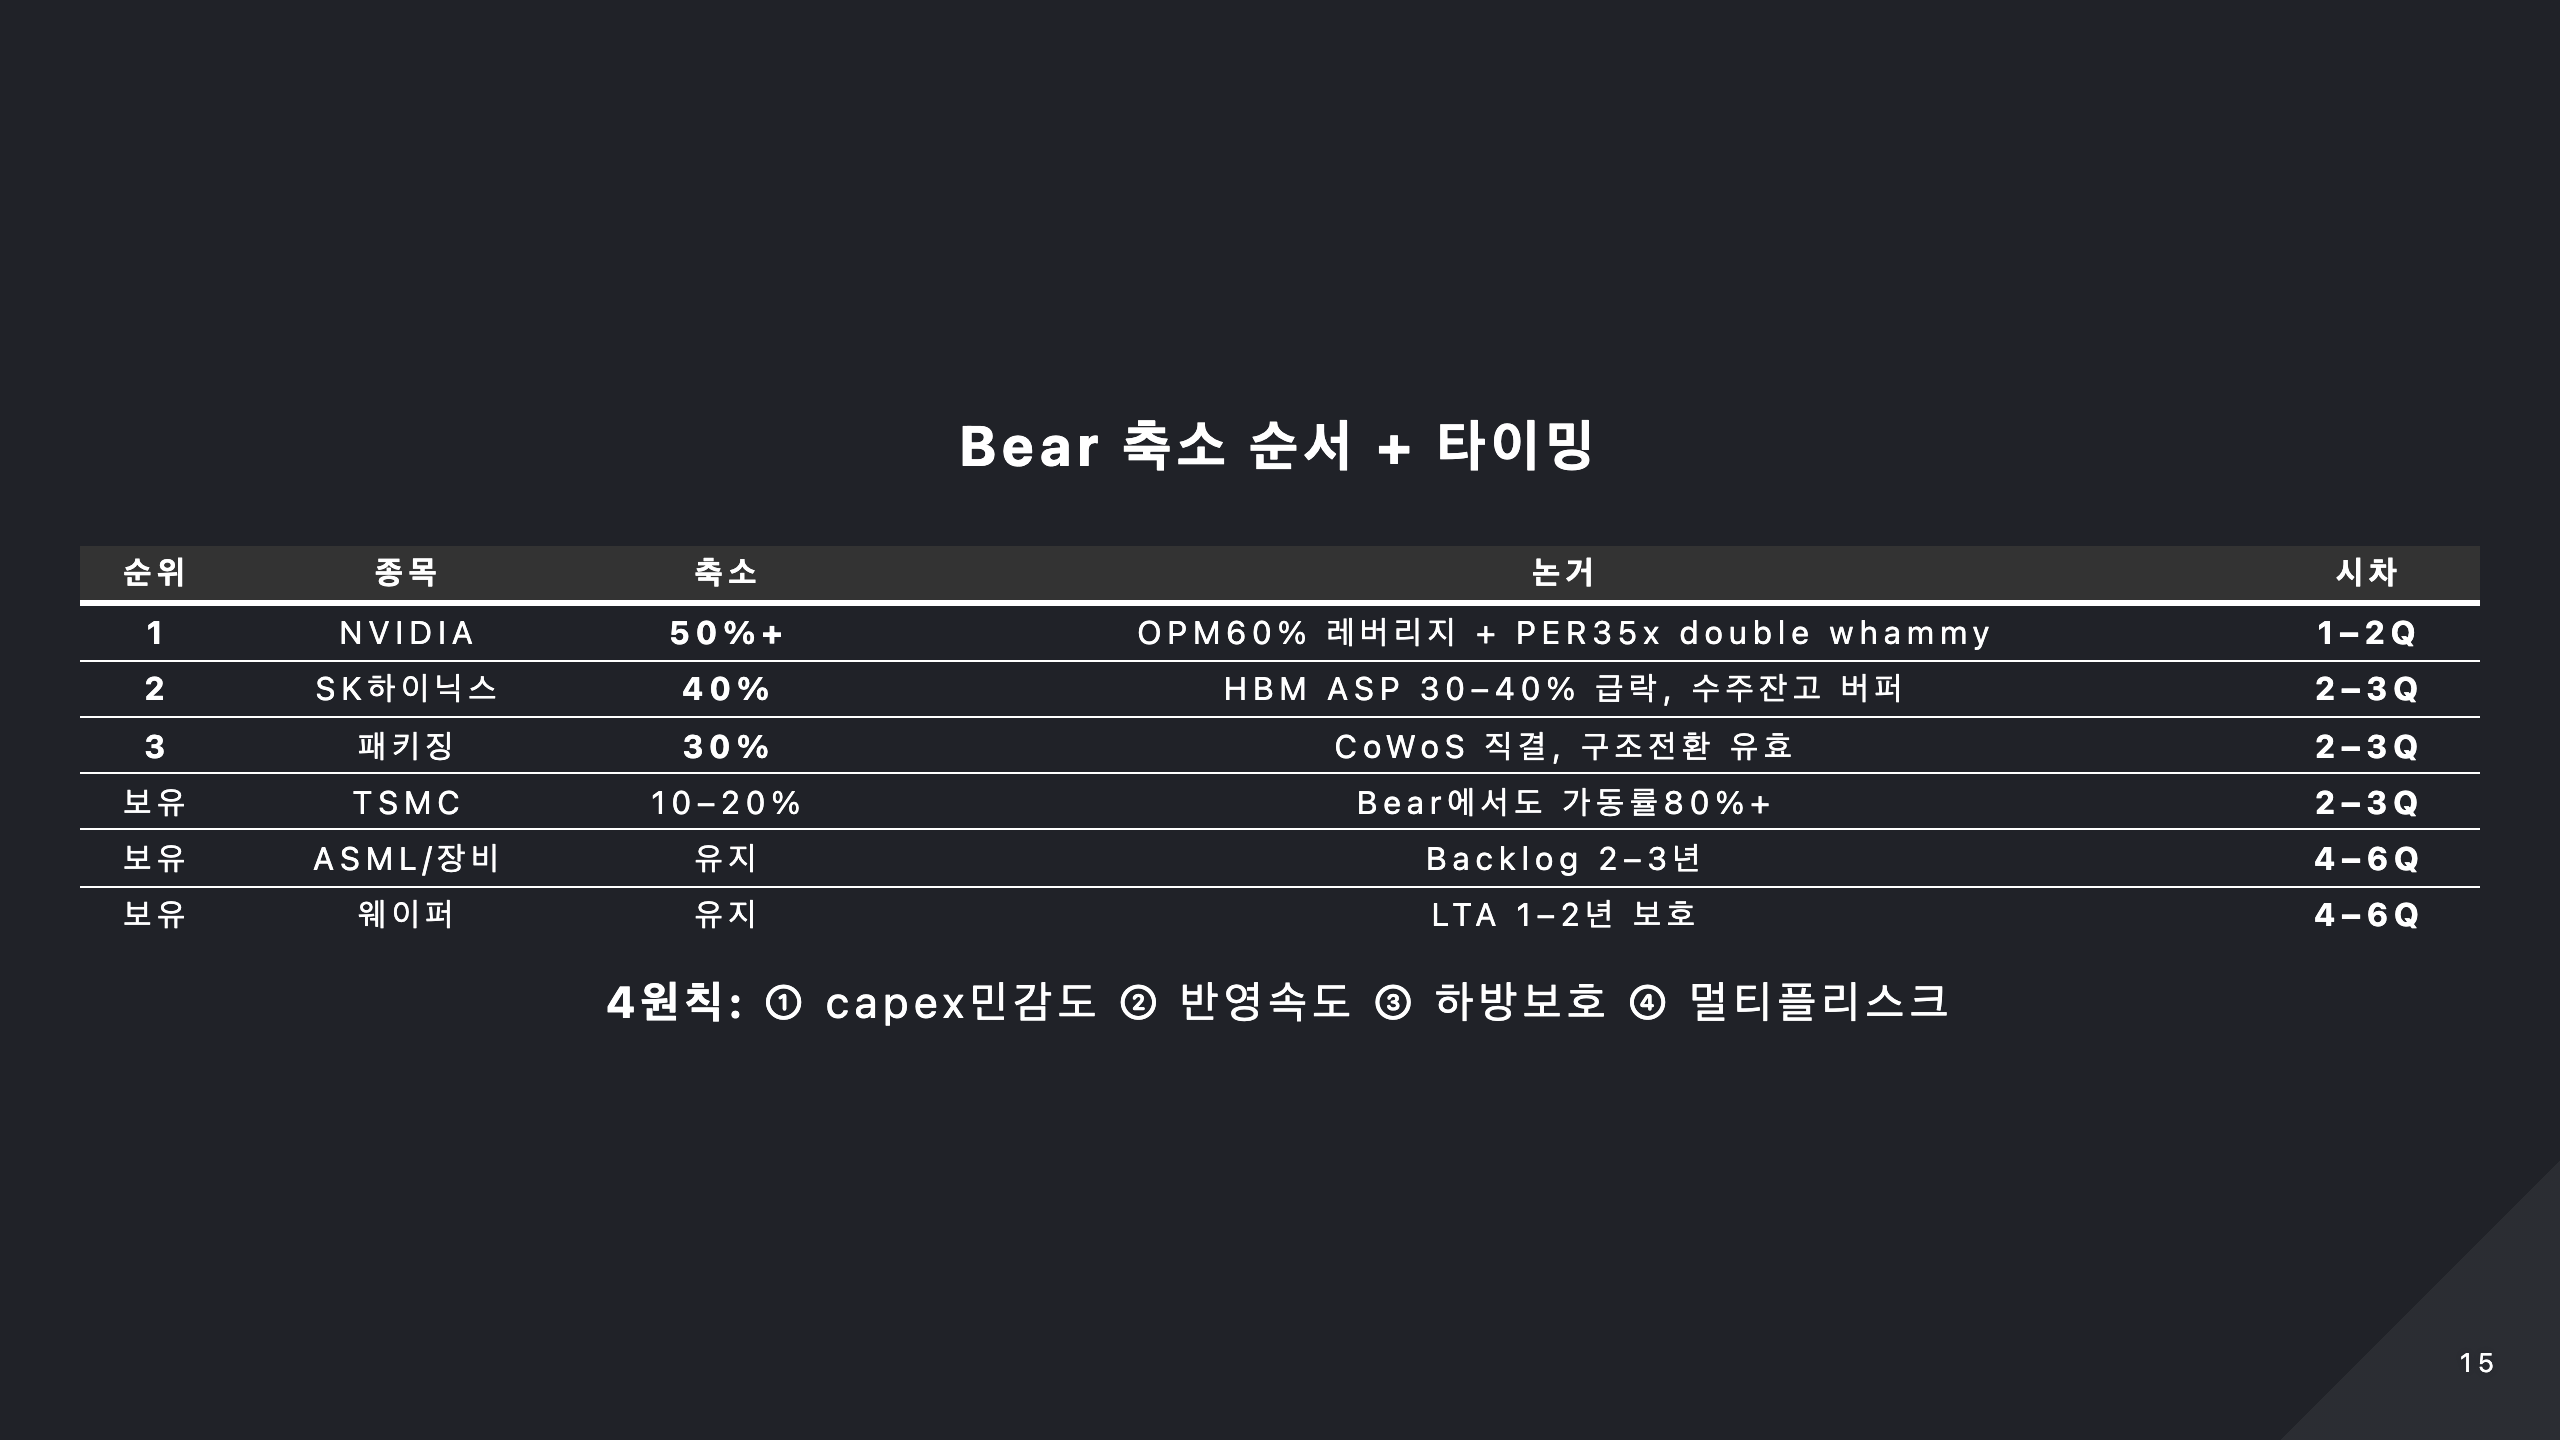 Bear 축소 순서 + 타이밍
순위 종목 축소 논거 시차
1 NVIDIA 50%+ OPM60% 레버리지 + PER35x double whammy 1–2Q
2 SK하이닉스 40% HBM ASP 30–40% 급락, 수주잔고 버퍼 2–3Q
3 패키징 30% CoWoS 직결, 구조전환 유효 2–3Q
보유 TSMC 10–20% Bear에서도 가동률80%+ 2–3Q
보유 ASML/장비 유지 Backlog 2–3년 4–6Q
보유 웨이퍼 유지 LTA 1–2년 보호 4–6Q
4원칙: ① capex민감도 ② 반영속도 ③ 하방보호 ④ 멀티플리스크
15